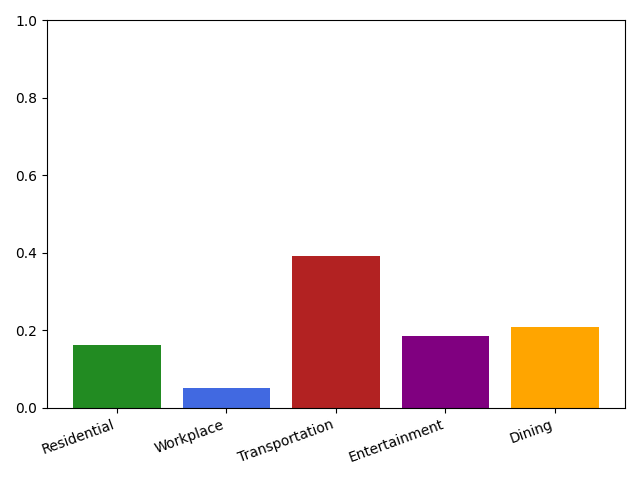 1.0
0.8
0.6
0.4
0.2
0.0
Residential
Workplace
Transportation
Entertainment
Dining